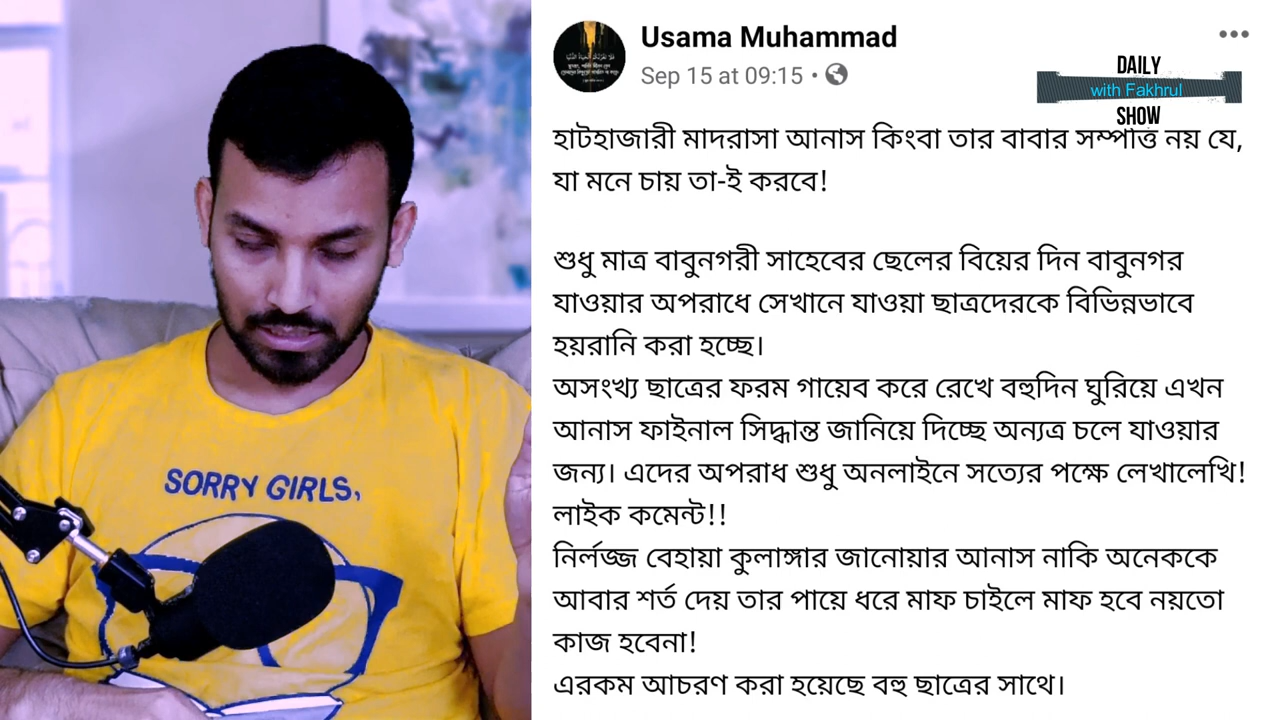 Usama Muhammad
Sep 15 at 09:15
DAILY
with Fakhrul
SHOW
হাটহাজারী মাদরাসা আনাস কিংবা তার বাবার সম্পত্তি নয় যে,
যা মনে চায় তা-ই করবে!
শুধু মাত্র বাবুনগরী সাহেবের ছেলের বিয়ের দিন বাবুনগর
যাওয়ার অপরাধে সেখানে যাওয়া ছাত্রদেরকে বিভিন্নভাবে
হয়রানি করা হচ্ছে।
অসংখ্য ছাত্রের ফরম গায়েব করে রেখে বহুদিন ঘুরিয়ে এখন
আনাস ফাইনাল সিদ্ধান্ত জানিয়ে দিচ্ছে অন্যত্র চলে যাওয়ার
জন্য। এদের অপরাধ শুধু অনলাইনে সত্যের পক্ষে লেখালেখি!
লাইক কমেন্ট!!
নির্লজ্জ বেহায়া কুলাঙ্গার জানোয়ার আনাস নাকি অনেককে
আবার শর্ত দেয় তার পায়ে ধরে মাফ চাইলে মাফ হবে নয়তো
কাজ হবেনা!
এরকম আচরণ করা হয়েছে বহু ছাত্রের সাথে।
SORRY GIRLS,